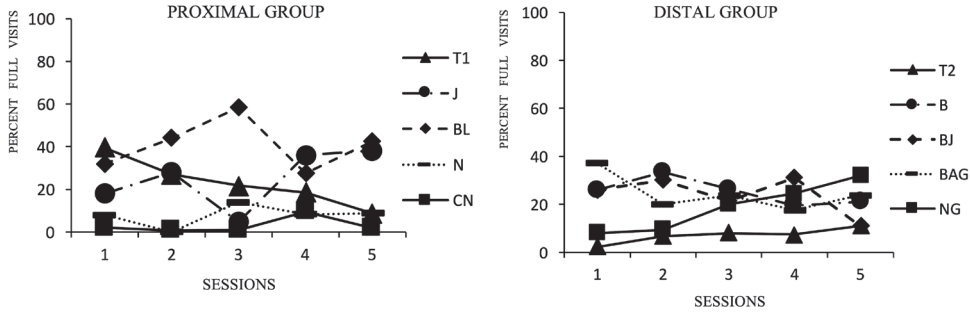 PROXIMAL GROUP
PERCENT FULL VISITS
100
80
60
40
20
0
1 2 3 4 5
SESSIONS
T1
J
BL
N
CN
DISTAL GROUP
PERCENT FULL VISITS
100
80
60
40
20
0
1 2 3 4 5
SESSIONS
T2
B
BJ
BAG
NG